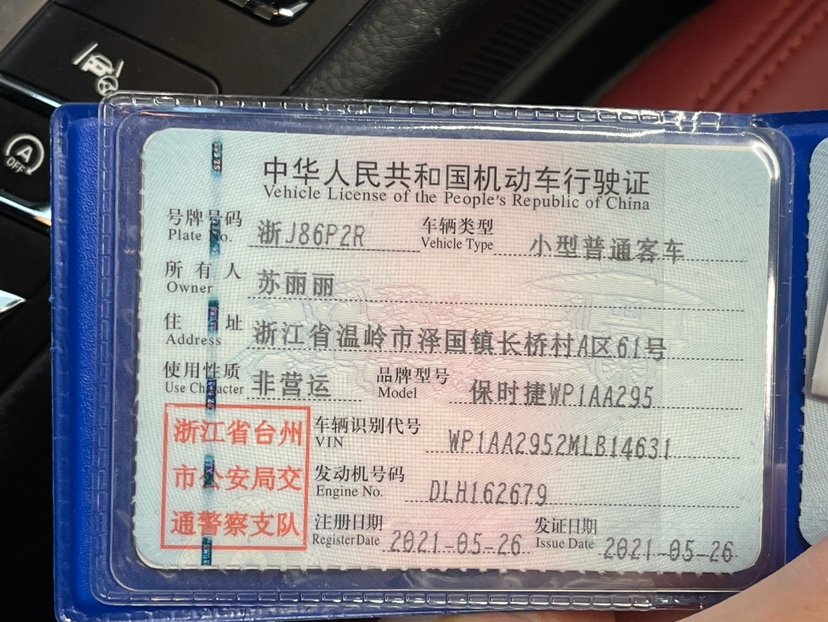 A
OFF
中华人民共和国机动车行驶证
Vehicle License of the People's Republic of China
号牌号码 浙J86P2R 车辆类型 小型普通客车
Plate No. Vehicle Type
所有人 苏丽丽
Owner
住址 浙江省温岭市泽国镇长桥村A区61号
Address
使用性质 非营运 品牌型号 保时捷WP1AA295
Use Character Model
浙江省台州
市公安局交
通警察支队
车辆识别代号 WP1AA2952MLB14631
VIN
发动机号码 DLH162679
Engine No.
注册日期 2021-05-26 发证日期 2021-05-26
Register Date Issue Date